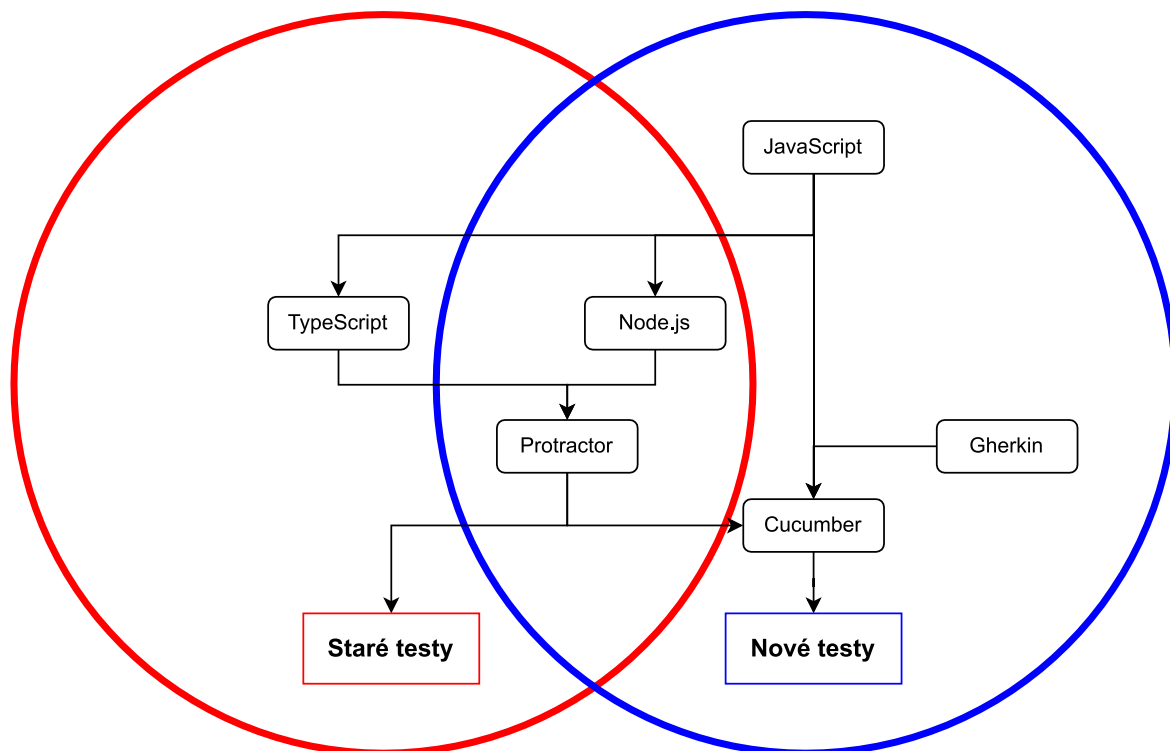 JavaScript
TypeScript
Node.js
Protractor
Gherkin
Cucumber
Staré testy
Nové testy